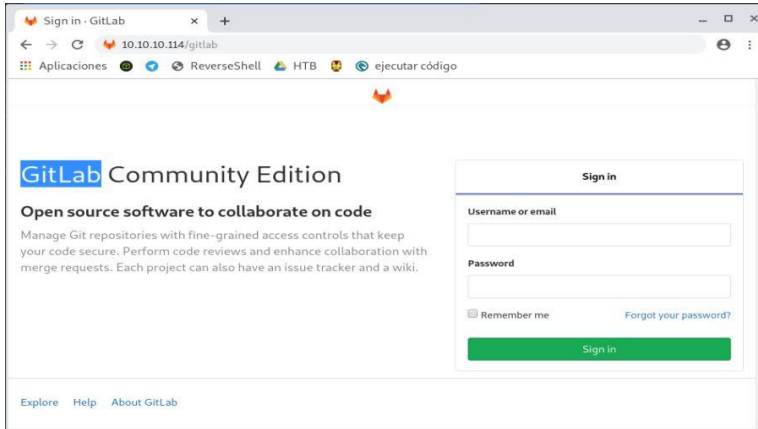 Sign in · GitLab
10.10.10.114/gitlab
Aplicaciones ReverseShell HTB ejecutar código
GitLab Community Edition
Open source software to collaborate on code
Manage Git repositories with fine-grained access controls that keep
your code secure. Perform code reviews and enhance collaboration with
merge requests. Each project can also have an issue tracker and a wiki.
Sign in
Username or email
Password
Remember me Forgot your password?
Sign in
Explore Help About GitLab